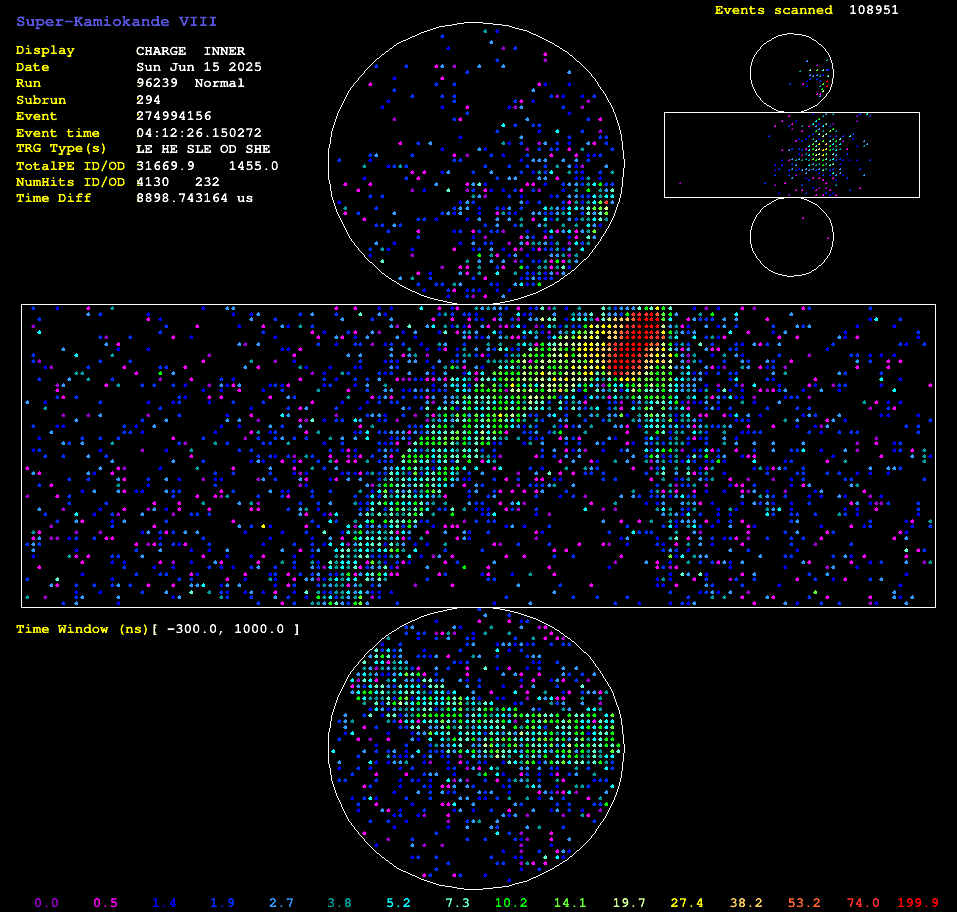 Super-Kamiokande VIII
Events scanned 108951
Display CHARGE INNER
Date Sun Jun 15 2025
Run 96239 Normal
Subrun 294
Event 274994156
Event time 04:12:26.150272
TRG Type(s) LE HE SLE OD SHE
TotalPE ID/OD 31669.9 1455.0
NumHits ID/OD 4130 232
Time Diff 8898.743164 us
Time Window (ns)[ -300.0, 1000.0 ]
0.0 0.5 1.4 1.9 2.7 3.8 5.2 7.3 10.2 14.1 19.7 27.4 38.2 53.2 74.0 199.9